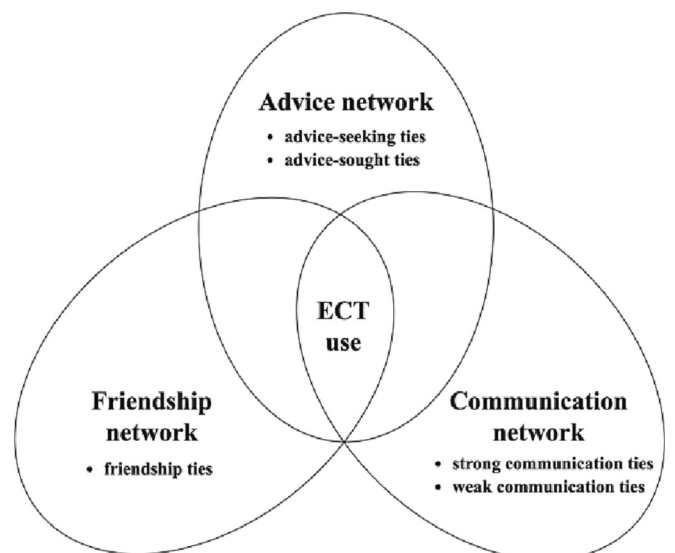 Advice network
• advice-seeking ties
• advice-sought ties
ECT
use
Friendship
network
• friendship ties
Communication
network
• strong communication ties
• weak communication ties